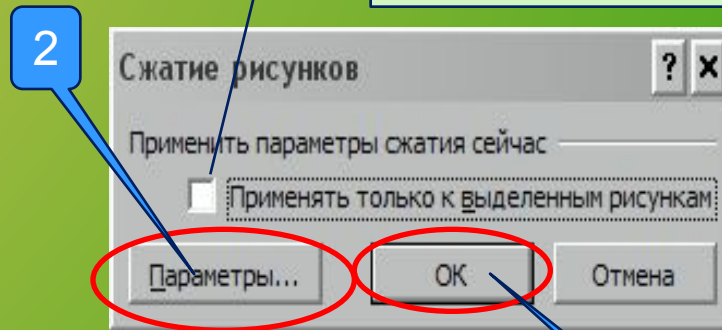 2
Сжатие рисунков
Применить параметры сжатия сейчас
Применять только к выделенным рисункам
Параметры...
ОК
Отмена